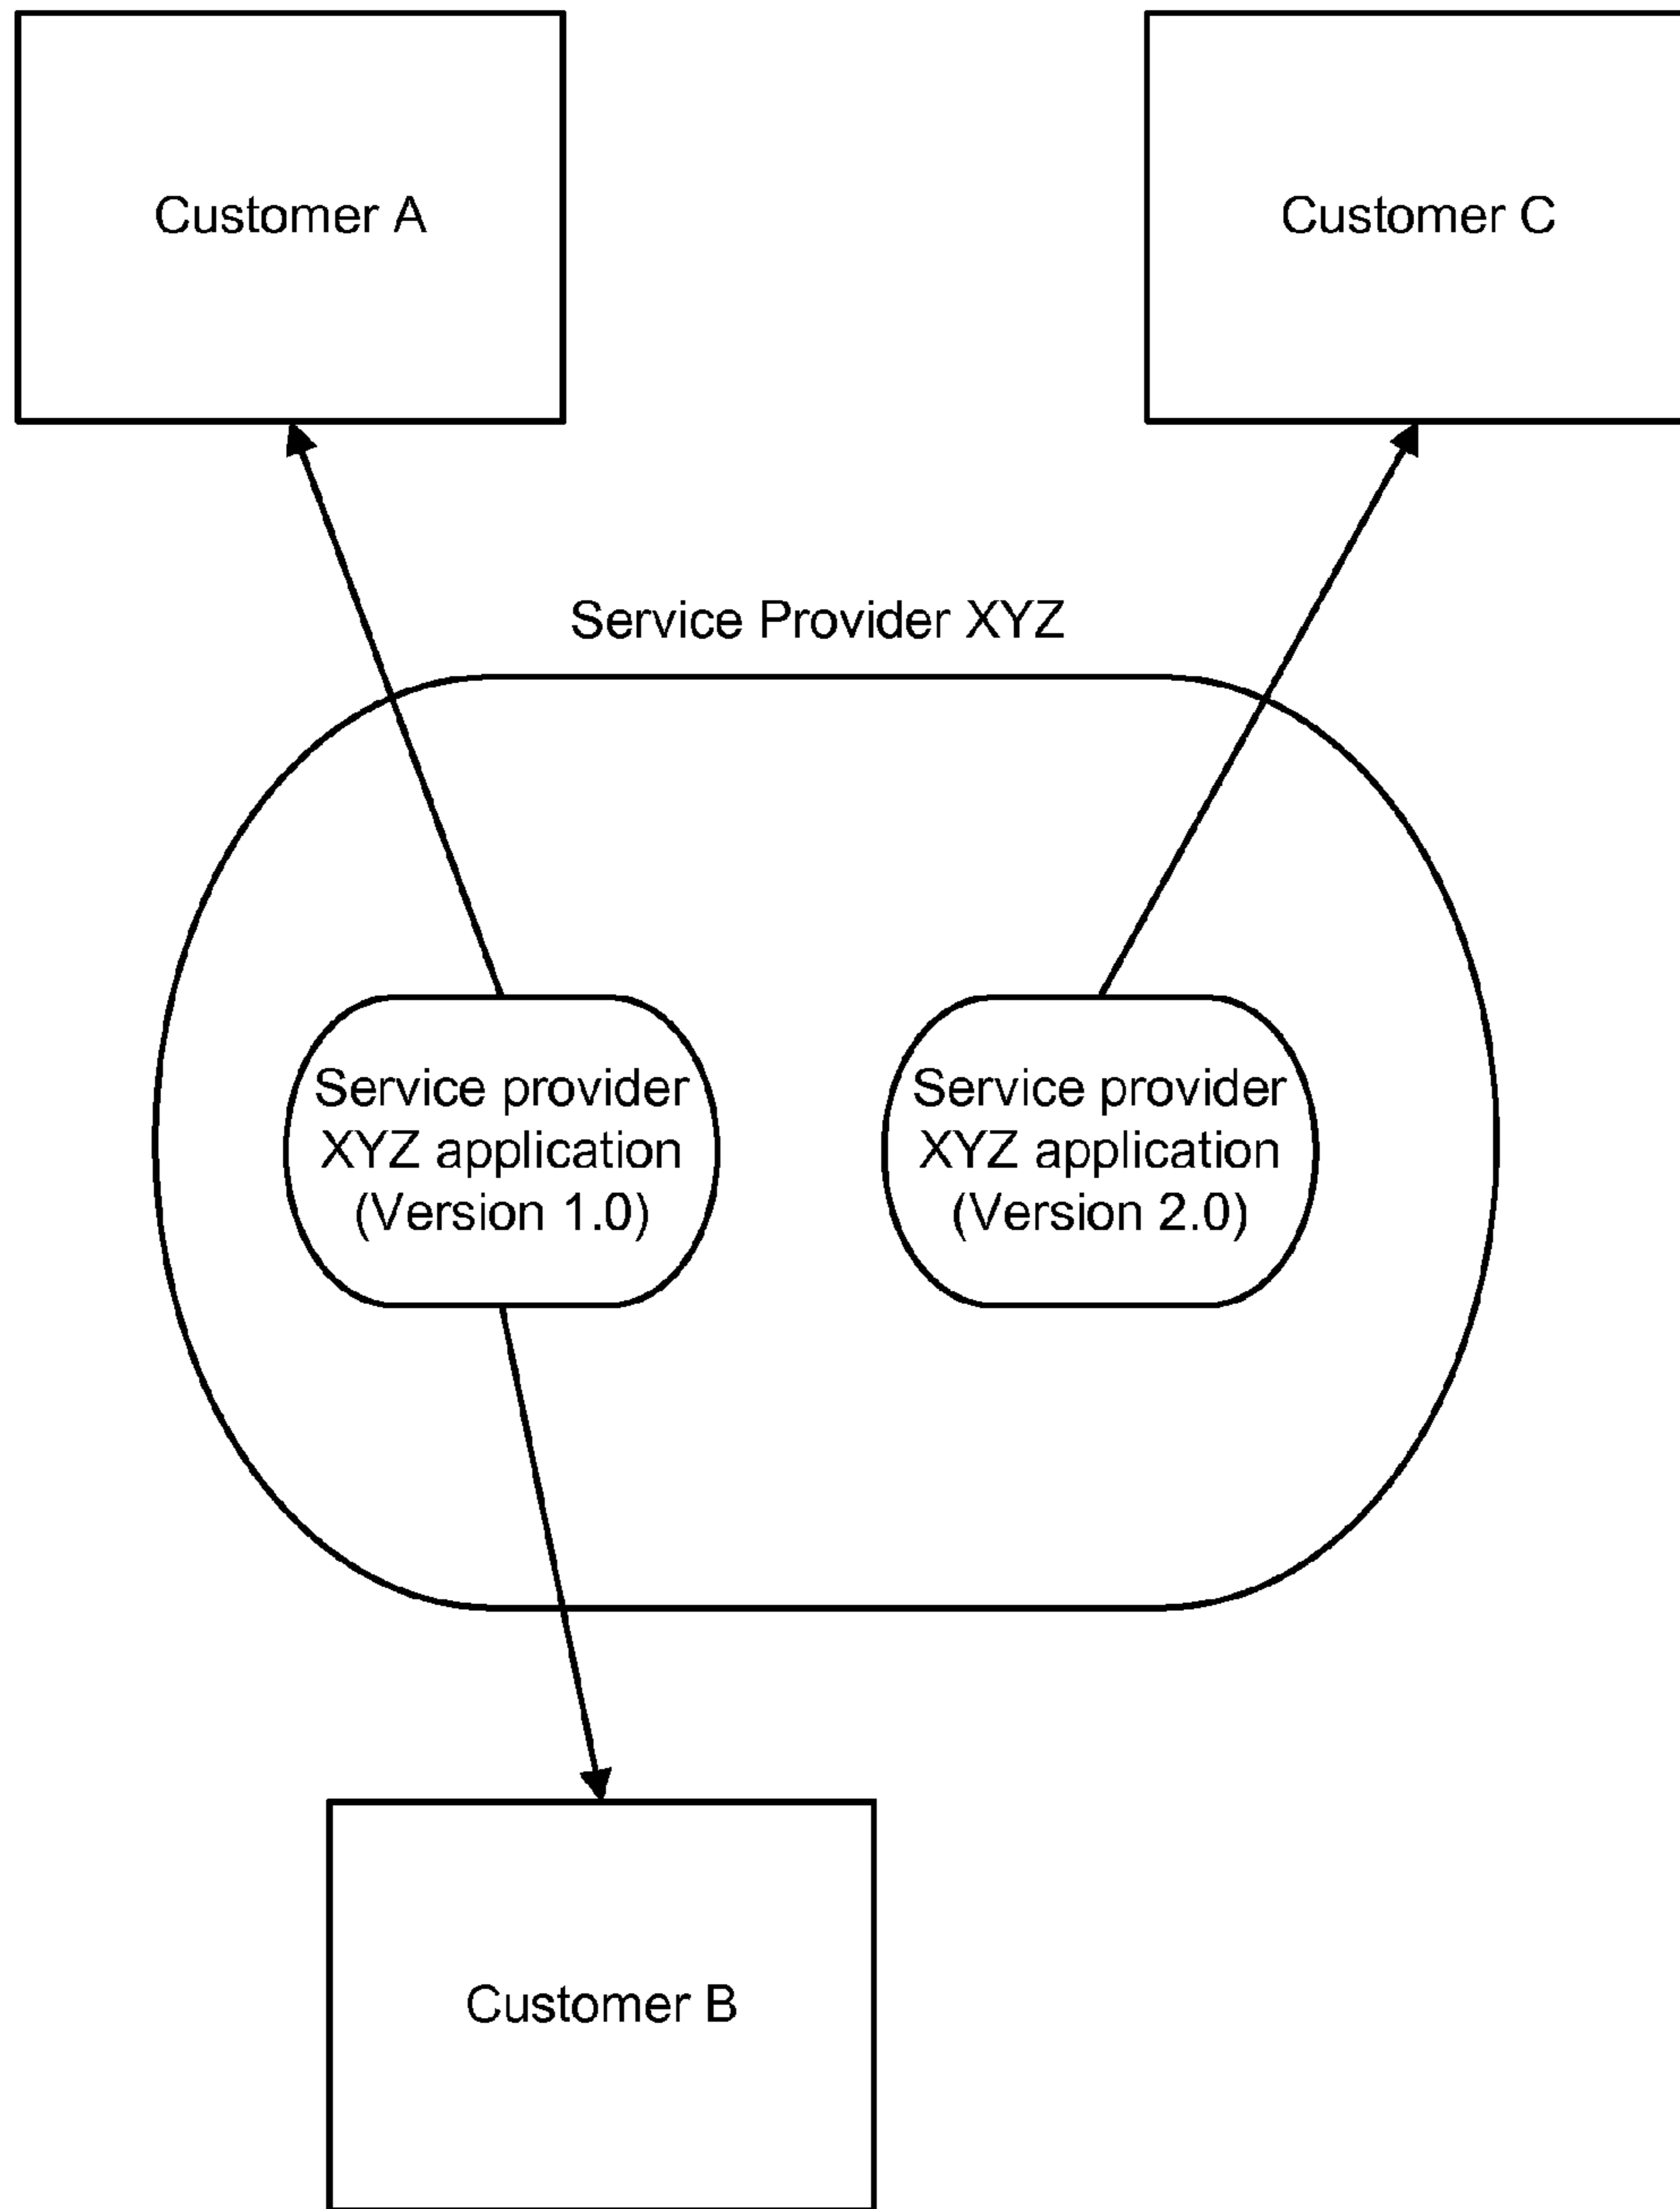 Customer A
Customer C
Service Provider XYZ
Service provider
XYZ application
(Version 1.0)
Service provider
XYZ application
(Version 2.0)
Customer B